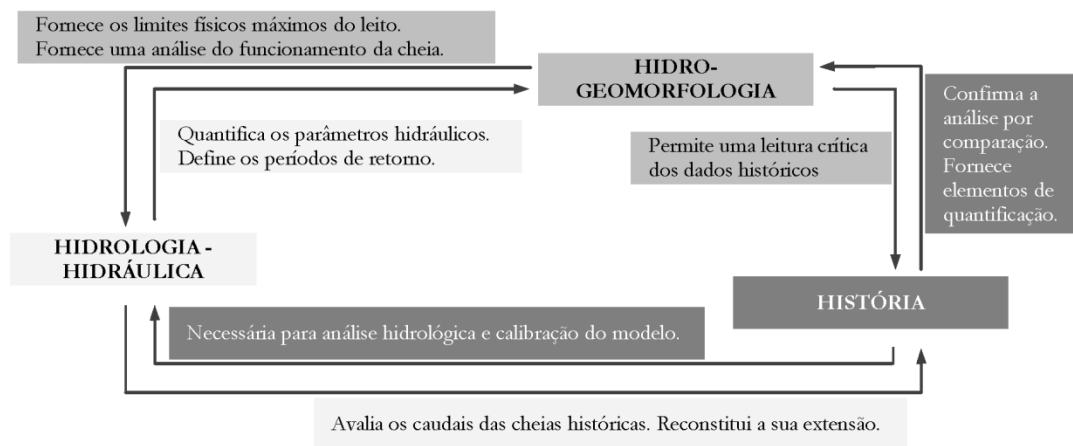 Fornece os limites físicos máximos do leito.
Fornece uma análise do funcionamento da cheia.
HIDRO-
GEOMORFOLOGIA
Confirma a
análise por
comparação.
Fornece
elementos de
quantificação.
Quantifica os parâmetros hidráulicos.
Define os períodos de retorno.
Permite uma leitura crítica
dos dados históricos
HIDROLOGIA -
HIDRÁULICA
HISTÓRIA
Necessária para análise hidrológica e calibração do modelo.
Avalia os caudais das cheias históricas. Reconstitui a sua extensão.